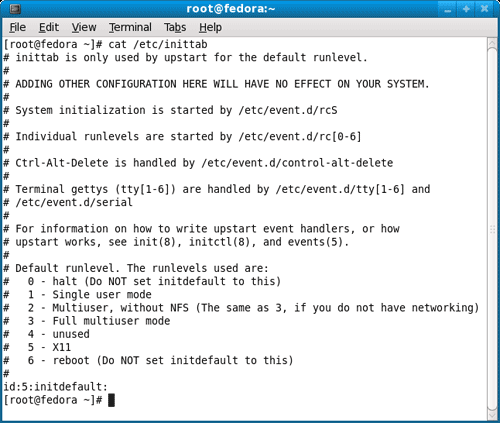 root@fedora:~
File Edit View Terminal Tabs Help
[root@fedora ~]# cat /etc/inittab
# inittab is only used by upstart for the default runlevel.
#
# ADDING OTHER CONFIGURATION HERE WILL HAVE NO EFFECT ON YOUR SYSTEM.
#
# System initialization is started by /etc/event.d/rcS
#
# Individual runlevels are started by /etc/event.d/rc[0-6]
#
# Ctrl-Alt-Delete is handled by /etc/event.d/control-alt-delete
#
# Terminal gettys (tty[1-6]) are handled by /etc/event.d/tty[1-6] and
# /etc/event.d/serial
#
# For information on how to write upstart event handlers, or how
# upstart works, see init(8), initctl(8), and events(5).
#
# Default runlevel. The runlevels used are:
#   0 - halt (Do NOT set initdefault to this)
#   1 - Single user mode
#   2 - Multiuser, without NFS (The same as 3, if you do not have networking)
#   3 - Full multiuser mode
#   4 - unused
#   5 - X11
#   6 - reboot (Do NOT set initdefault to this)
#
id:5:initdefault:
[root@fedora ~]#